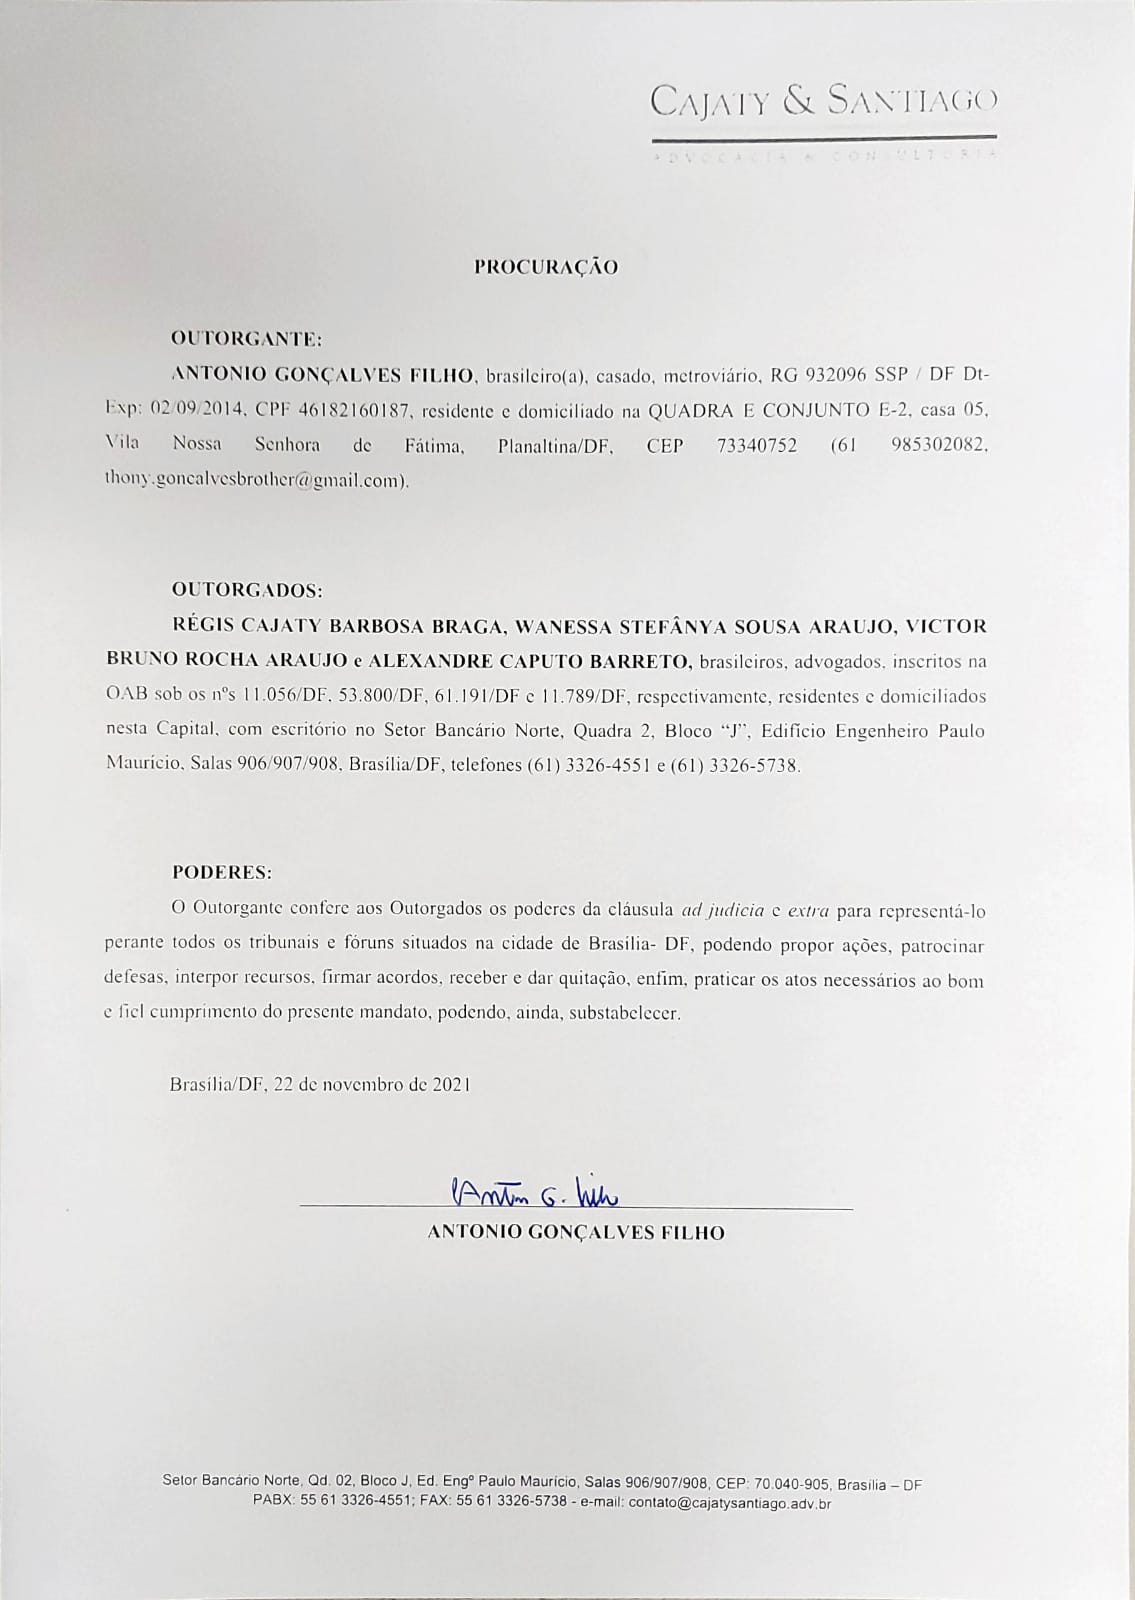 CAJATY & SANTIAGO
ADVOCACIA & CONSULTORIA
PROCURAÇÃO
OUTORGANTE:
ANTONIO GONÇALVES FILHO, brasileiro(a), casado, metroviário, RG 932096 SSP / DF Dt-
Exp: 02/09/2014, CPF 46182160187, residente e domiciliado na QUADRA E CONJUNTO E-2, casa 05,
Vila Nossa Senhora de Fátima, Planaltina/DF, CEP 73340752 (61 985302082,
thony.goncalvesbrother@gmail.com).
OUTORGADOS:
RÉGIS CAJATY BARBOSA BRAGA, WANESSA STEFÂNYA SOUSA ARAUJO, VICTOR
BRUNO ROCHA ARAUJO e ALEXANDRE CAPUTO BARRETO, brasileiros, advogados, inscritos na
OAB sob os nºs 11.056/DF, 53.800/DF, 61.191/DF e 11.789/DF, respectivamente, residentes e domiciliados
nesta Capital, com escritório no Setor Bancário Norte, Quadra 2, Bloco “J”, Edifício Engenheiro Paulo
Maurício, Salas 906/907/908, Brasília/DF, telefones (61) 3326-4551 e (61) 3326-5738.
PODERES:
O Outorgante confere aos Outorgados os poderes da cláusula ad judicia e extra para representá-lo
perante todos os tribunais e fóruns situados na cidade de Brasília- DF, podendo propor ações, patrocinar
defesas, interpor recursos, firmar acordos, receber e dar quitação, enfim, praticar os atos necessários ao bom
e fiel cumprimento do presente mandato, podendo, ainda, substabelecer.
Brasília/DF, 22 de novembro de 2021
Anton G. Filho
ANTONIO GONÇALVES FILHO
Setor Bancário Norte, Qd. 02, Bloco J, Ed. Engº Paulo Maurício, Salas 906/907/908, CEP: 70.040-905, Brasília – DF
PABX: 55 61 3326-4551; FAX: 55 61 3326-5738 - e-mail: contato@cajatysantiago.adv.br